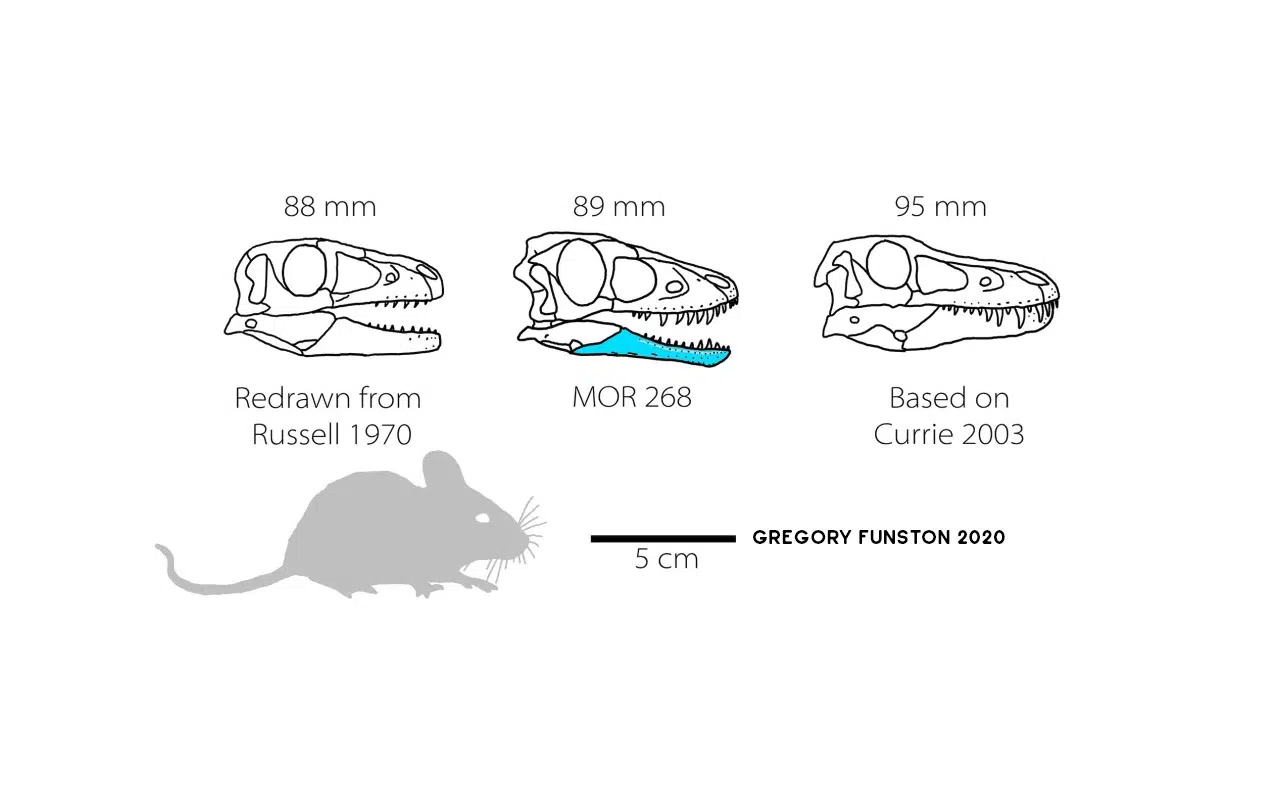 88 mm
89 mm
95 mm
Redrawn from
Russell 1970
MOR 268
Based on
Currie 2003
5 cm
GREGORY FUNSTON 2020